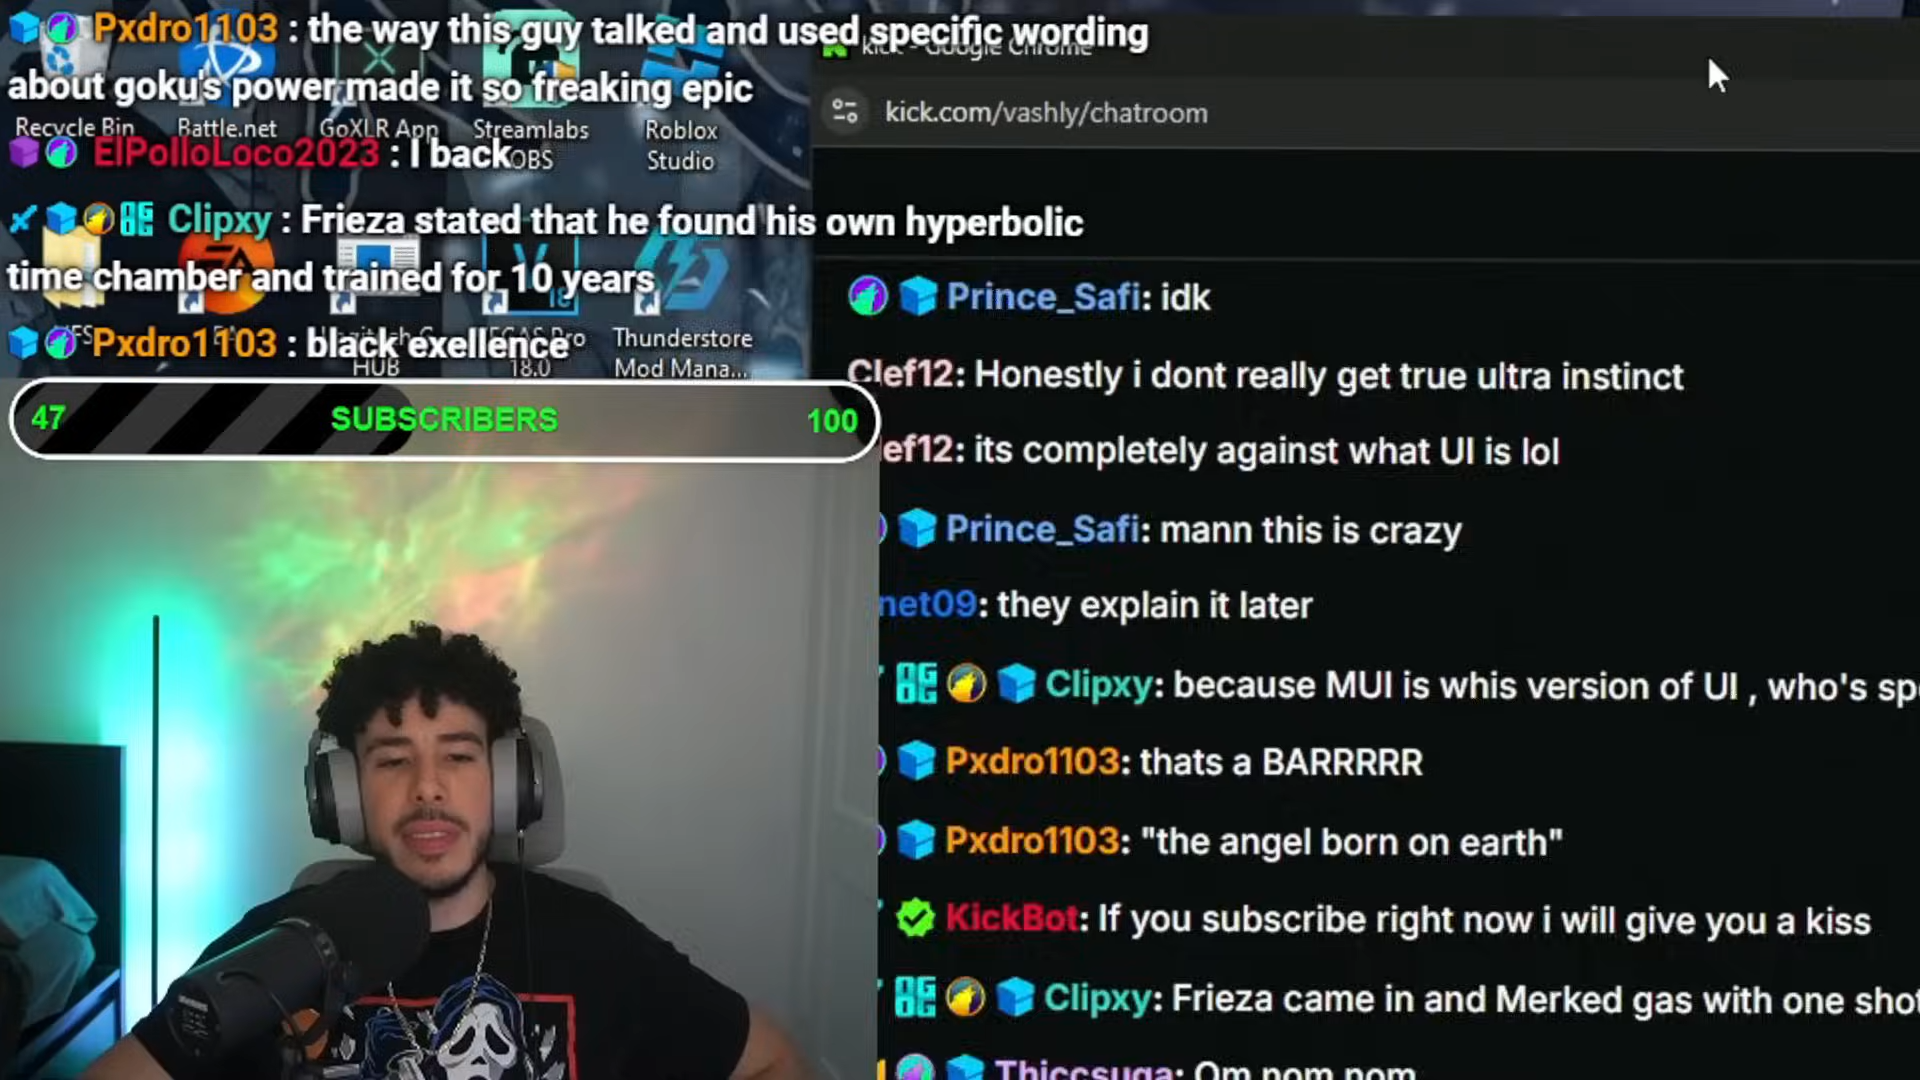 Pxdro1103 : the way this guy talked and used specific wording
about goku's power made it so freaking epic
Recycle Bin
Battle.net
GoXLR App
Streamlabs
OBS
Roblox
Studio
ElPolloLoco2023 : I back
Clipxy : Frieza stated that he found his own hyperbolic
time chamber and trained for 10 years
Pxdro1103 : black exellence
HUB
18.0
Thunderstore
Mod Mana...
47 SUBSCRIBERS 100
kick - Google Chrome
kick.com/vashly/chatroom
Prince_Safi: idk
Clef12: Honestly i dont really get true ultra instinct
ef12: its completely against what UI is lol
Prince_Safi: mann this is crazy
net09: they explain it later
Clipxy: because MUI is whis version of UI , who's sp
Pxdro1103: thats a BARRRRR
Pxdro1103: "the angel born on earth"
KickBot: If you subscribe right now i will give you a kiss
Clipxy: Frieza came in and Merked gas with one sho
Thiccsuga: Om nom nom